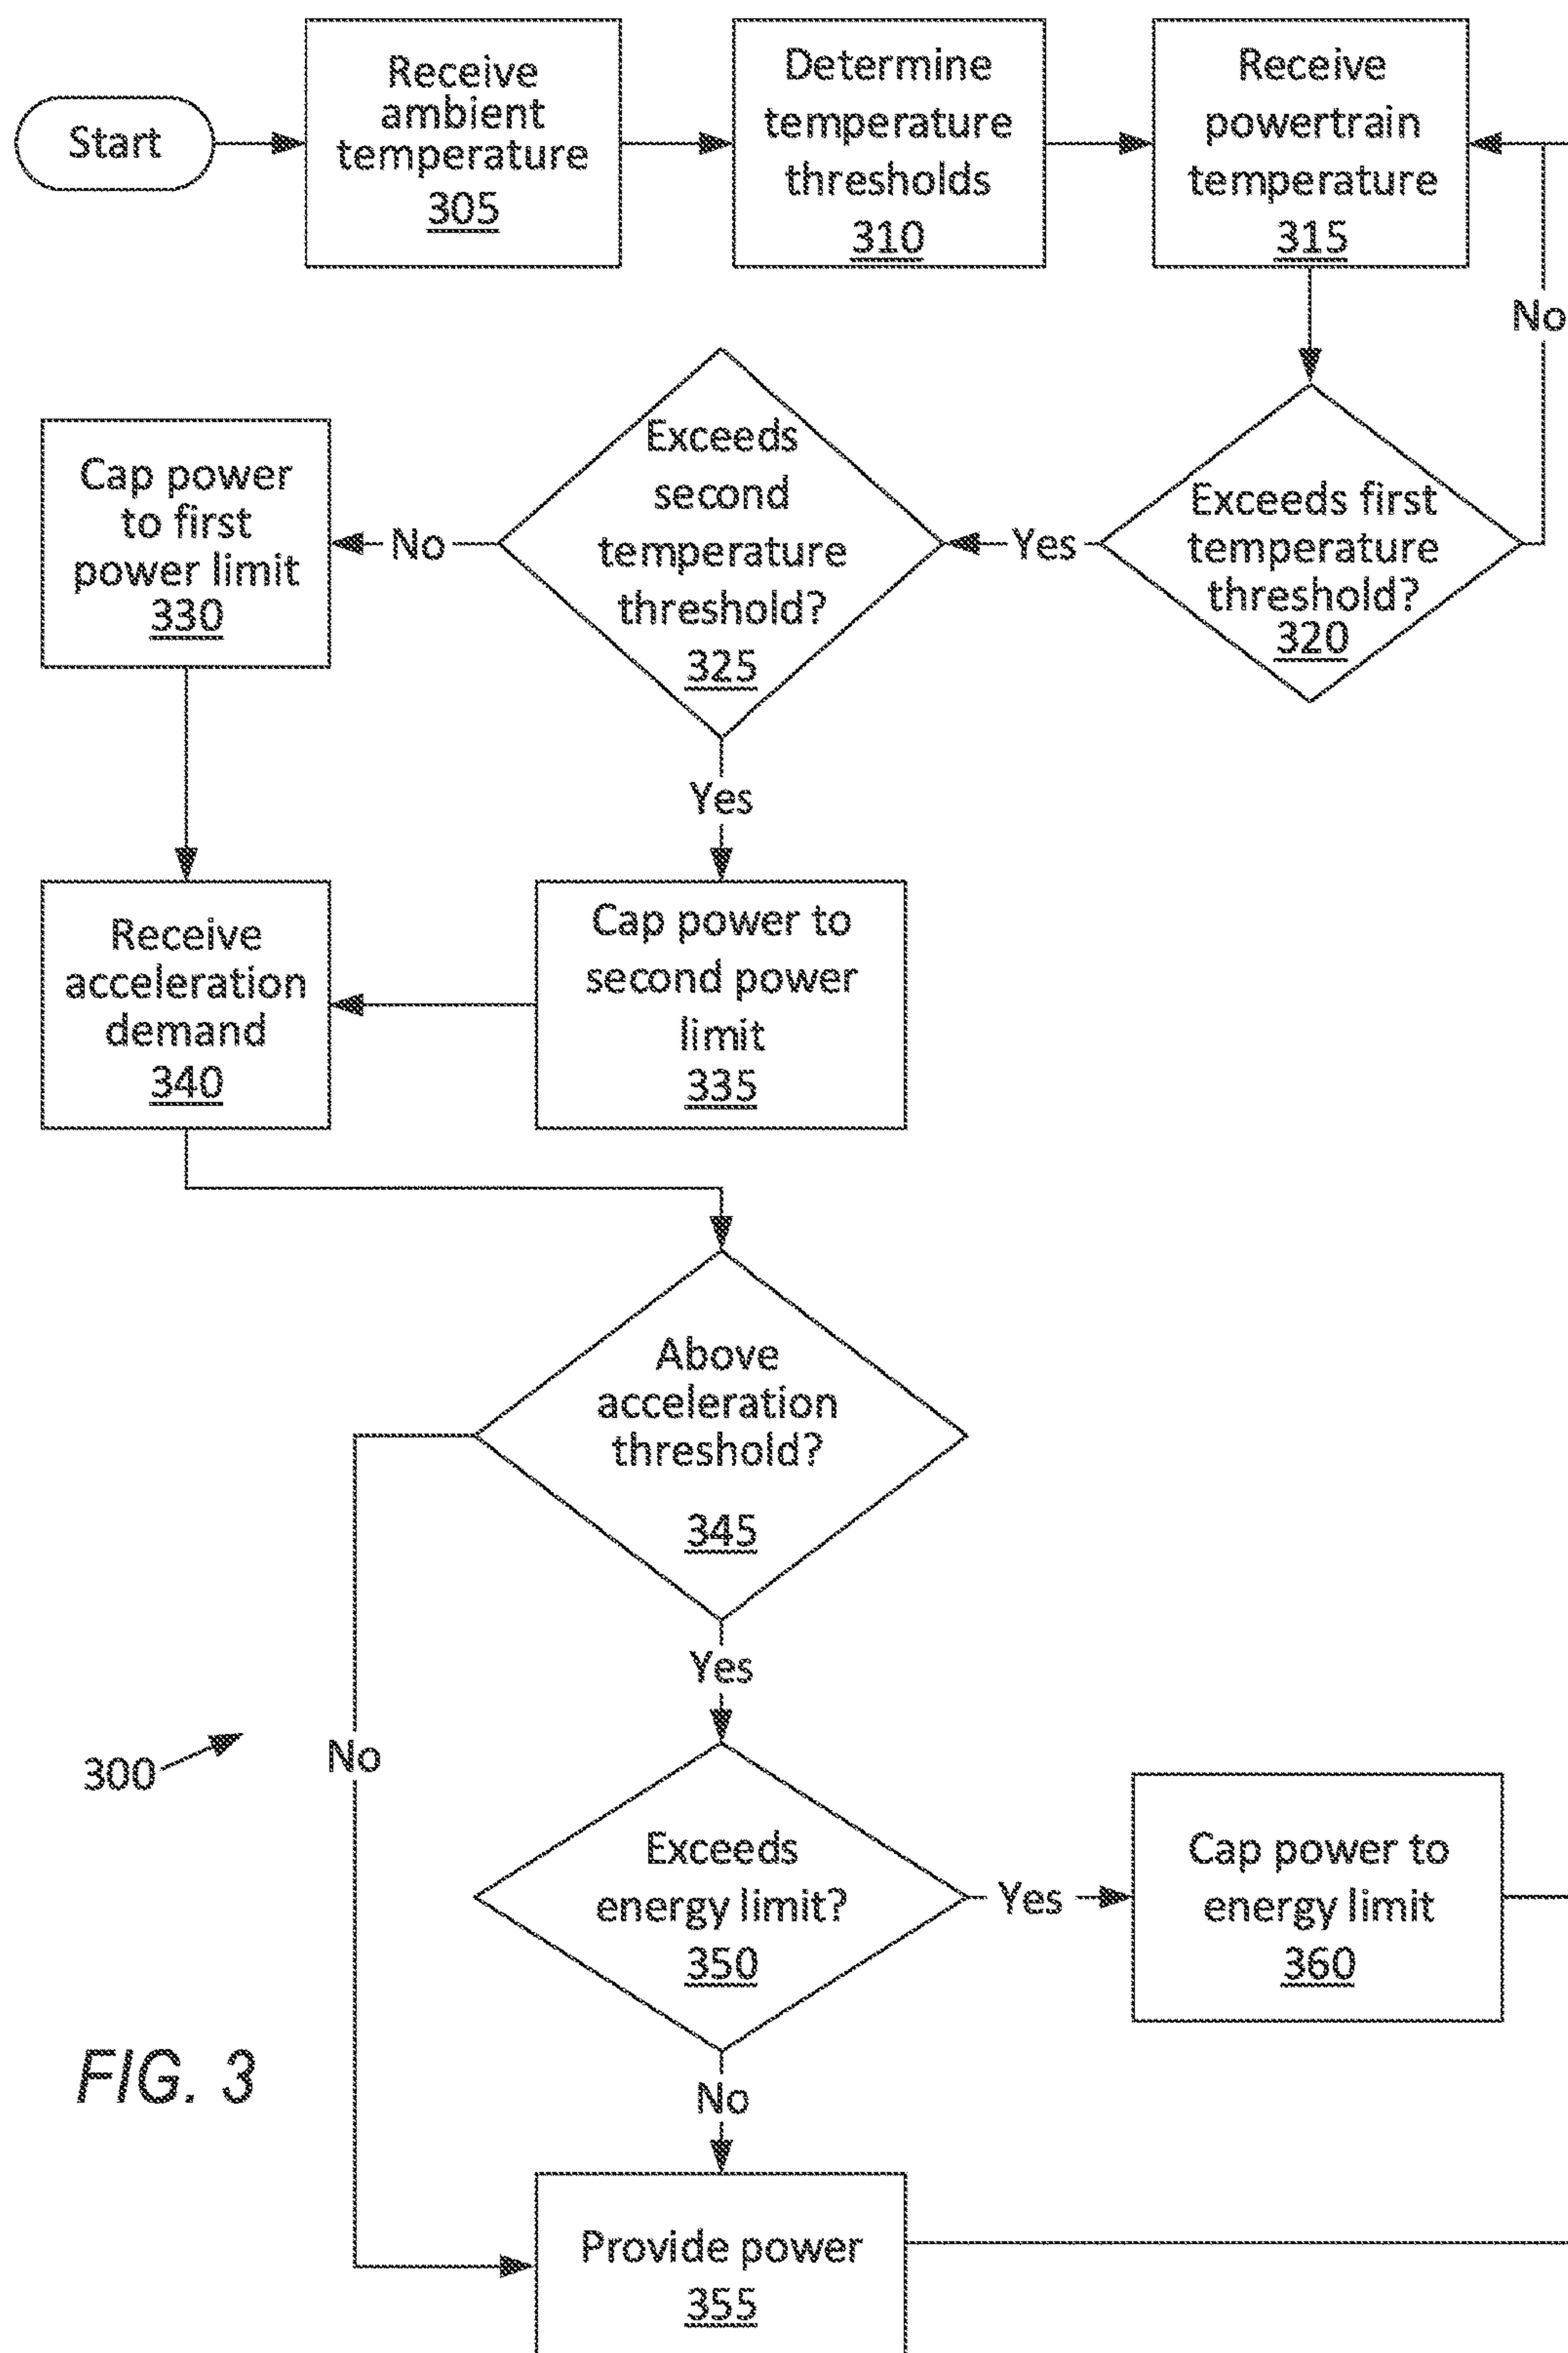 Start
Receive
ambient
temperature
305
Determine
temperature
thresholds
310
Receive
powertrain
temperature
315
No
Exceeds first
temperature
threshold?
320
Yes
Exceeds
second
temperature
threshold?
325
No
Cap power
to first
power limit
330
Yes
Cap power to
second power
limit
335
Receive
acceleration
demand
340
Above
acceleration
threshold?
345
Yes
No
300
Exceeds
energy limit?
350
Yes
Cap power to
energy limit
360
No
FIG. 3
Provide power
355